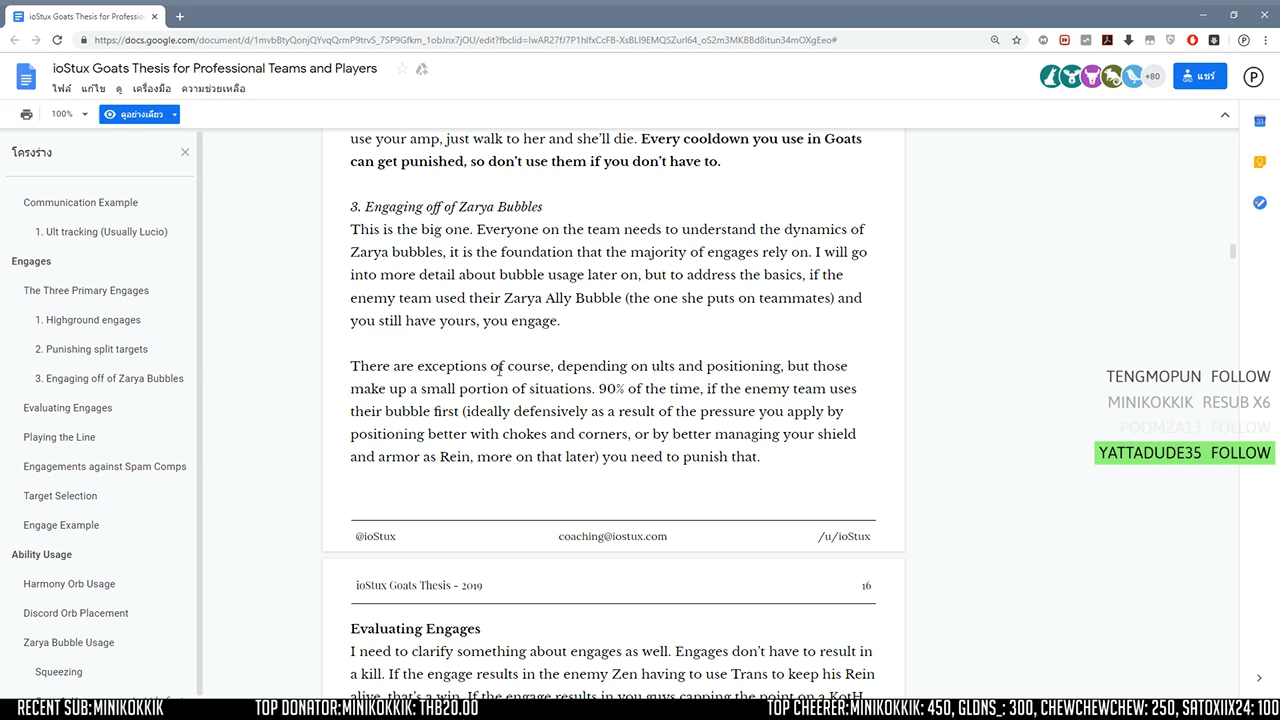 ioStux Goats Thesis for Professio
https://docs.google.com/document/d/1mvbBtyQonjQYvqQrmP9trvS_7SP9Gfkm_1obJnx7jOU/edit?fbclid=IwAR27fJ7P1hIfxCcFB-XsBLI9EMQSZurI64_oS2m3MKBBd8itun34mOXgEeo#
ioStux Goats Thesis for Professional Teams and Players
ไฟล์ แก้ไข ดู เครื่องมือ ความช่วยเหลือ
+80
แชร์
P
100%
ดูอย่างเดียว
โครงร่าง
Communication Example
1. Ult tracking (Usually Lucio)
Engages
The Three Primary Engages
1. Highground engages
2. Punishing split targets
3. Engaging off of Zarya Bubbles
Evaluating Engages
Playing the Line
Engagements against Spam Comps
Target Selection
Engage Example
Ability Usage
Harmony Orb Usage
Discord Orb Placement
Zarya Bubble Usage
Squeezing
use your amp, just walk to her and she'll die. Every cooldown you use in Goats
can get punished, so don't use them if you don't have to.
3. Engaging off of Zarya Bubbles
This is the big one. Everyone on the team needs to understand the dynamics of
Zarya bubbles, it is the foundation that the majority of engages rely on. I will go
into more detail about bubble usage later on, but to address the basics, if the
enemy team used their Zarya Ally Bubble (the one she puts on teammates) and
you still have yours, you engage.
There are exceptions of course, depending on ults and positioning, but those
make up a small portion of situations. 90% of the time, if the enemy team uses
their bubble first (ideally defensively as a result of the pressure you apply by
positioning better with chokes and corners, or by better managing your shield
and armor as Rein, more on that later) you need to punish that.
@ioStux coaching@iostux.com /u/ioStux
ioStux Goats Thesis - 2019 16
Evaluating Engages
I need to clarify something about engages as well. Engages don't have to result in
a kill. If the engage results in the enemy Zen having to use Trans to keep his Rein
alive, that's a win. If the engage results in you guys capping the point on a KotH
TENGMOPUN FOLLOW
MINIKOKKIK RESUB X6
POOMZA13 FOLLOW
YATTADUDE35 FOLLOW
RECENT SUB:MINIKOKKIK TOP DONATOR:MINIKOKKIK: THB20.00 TOP CHEERER:MINIKOKKIK: 450, GLDNS_: 300, CHEWCHEWCHEW: 250, SATOXIIX24: 100